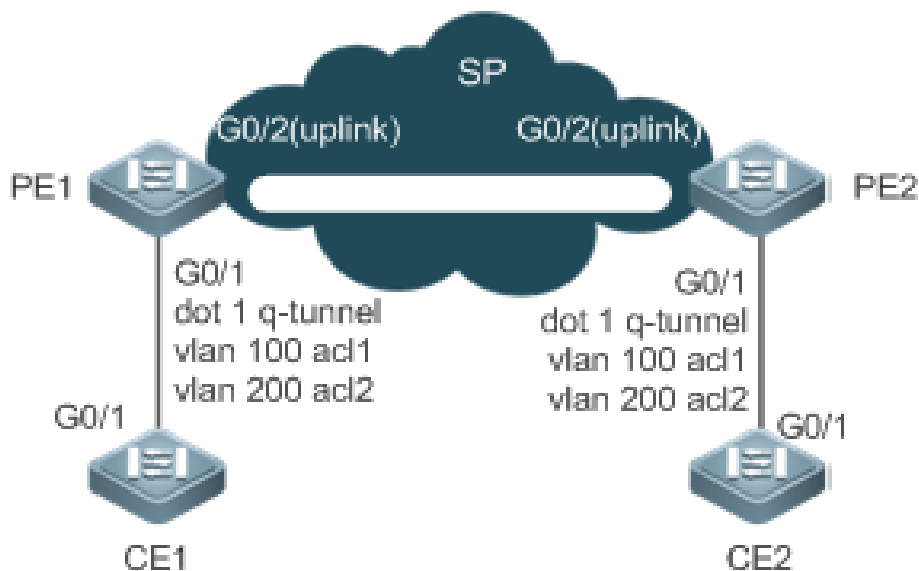 SP
G0/2(uplink)
G0/2(uplink)
PE1
PE2
G0/1
dot 1 q-tunnel
vlan 100 acl1
vlan 200 acl2
G0/1
dot 1 q-tunnel
vlan 100 acl1
vlan 200 acl2
G0/1
G0/1
CE1
CE2